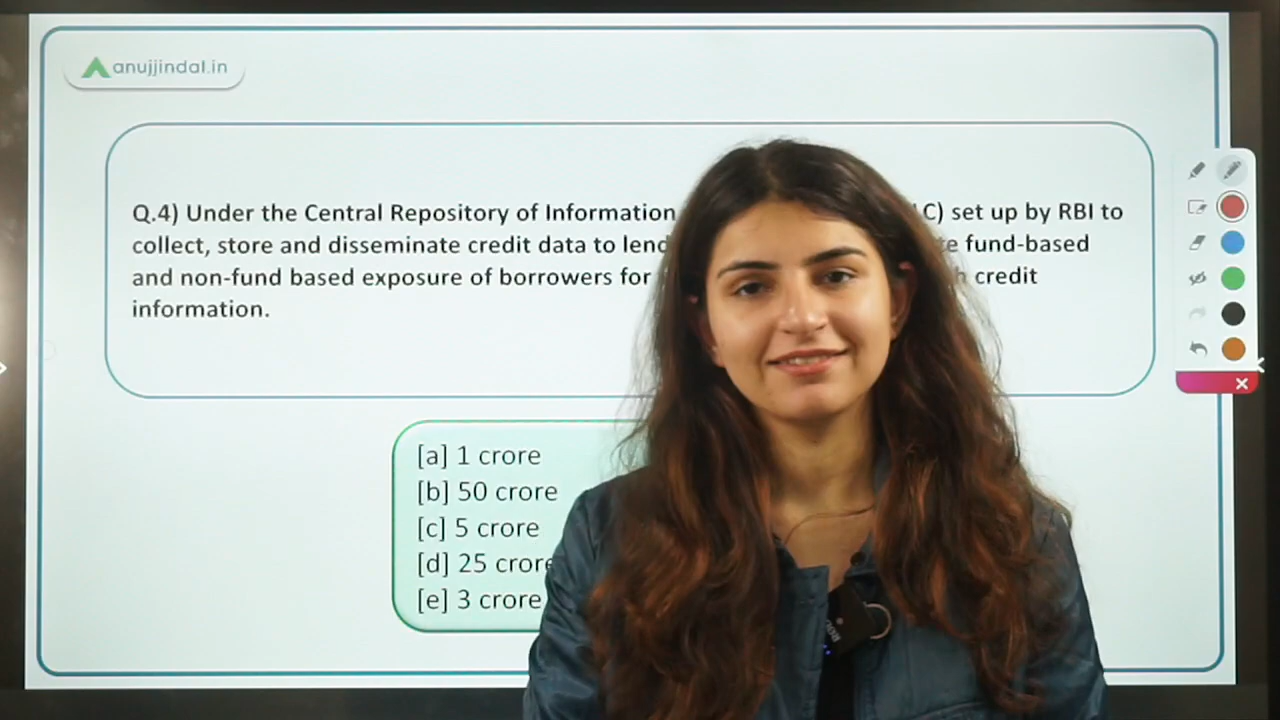 anujjindal.in
Q.4) Under the Central Repository of Information C) set up by RBI to
collect, store and disseminate credit data to fund-based
and non-fund based exposure of borrowers for credit
information.
[a] 1 crore
[b] 50 crore
[c] 5 crore
[d] 25 crore
[e] 3 crore